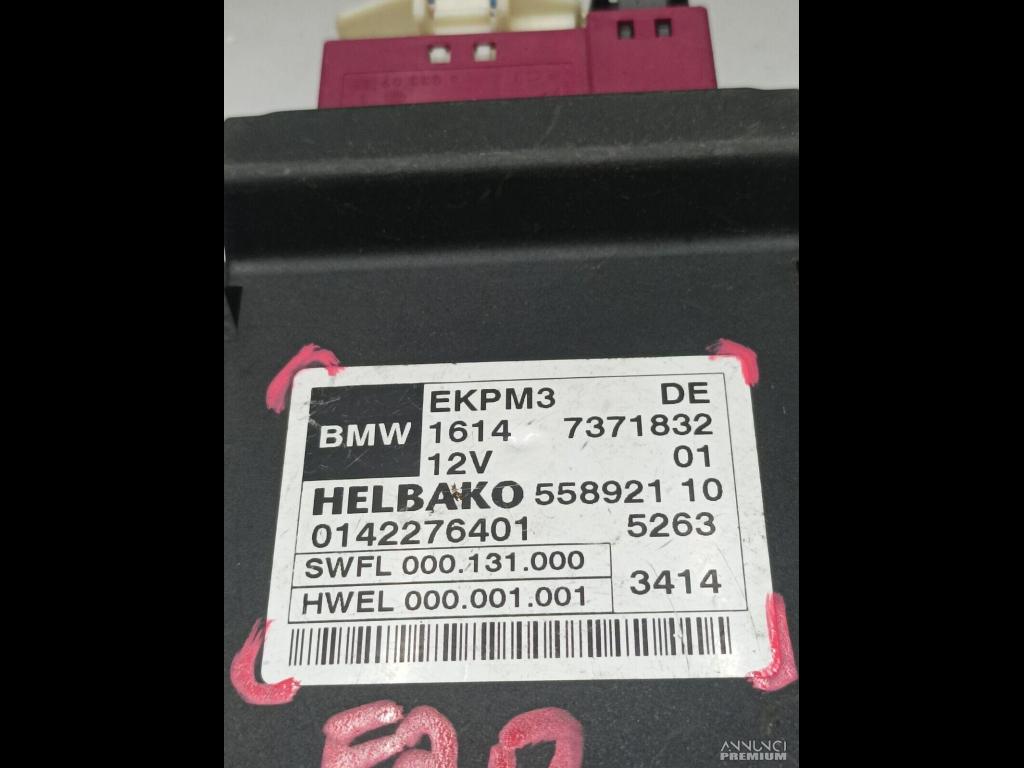 EKPM3 DE
BMW 1614 7371832
12V 01
HELBAKO 558921 10
0142276401 5263
SWFL 000.131.000
HWEL 000.001.001 3414
ANNUNCI
PREMIUM